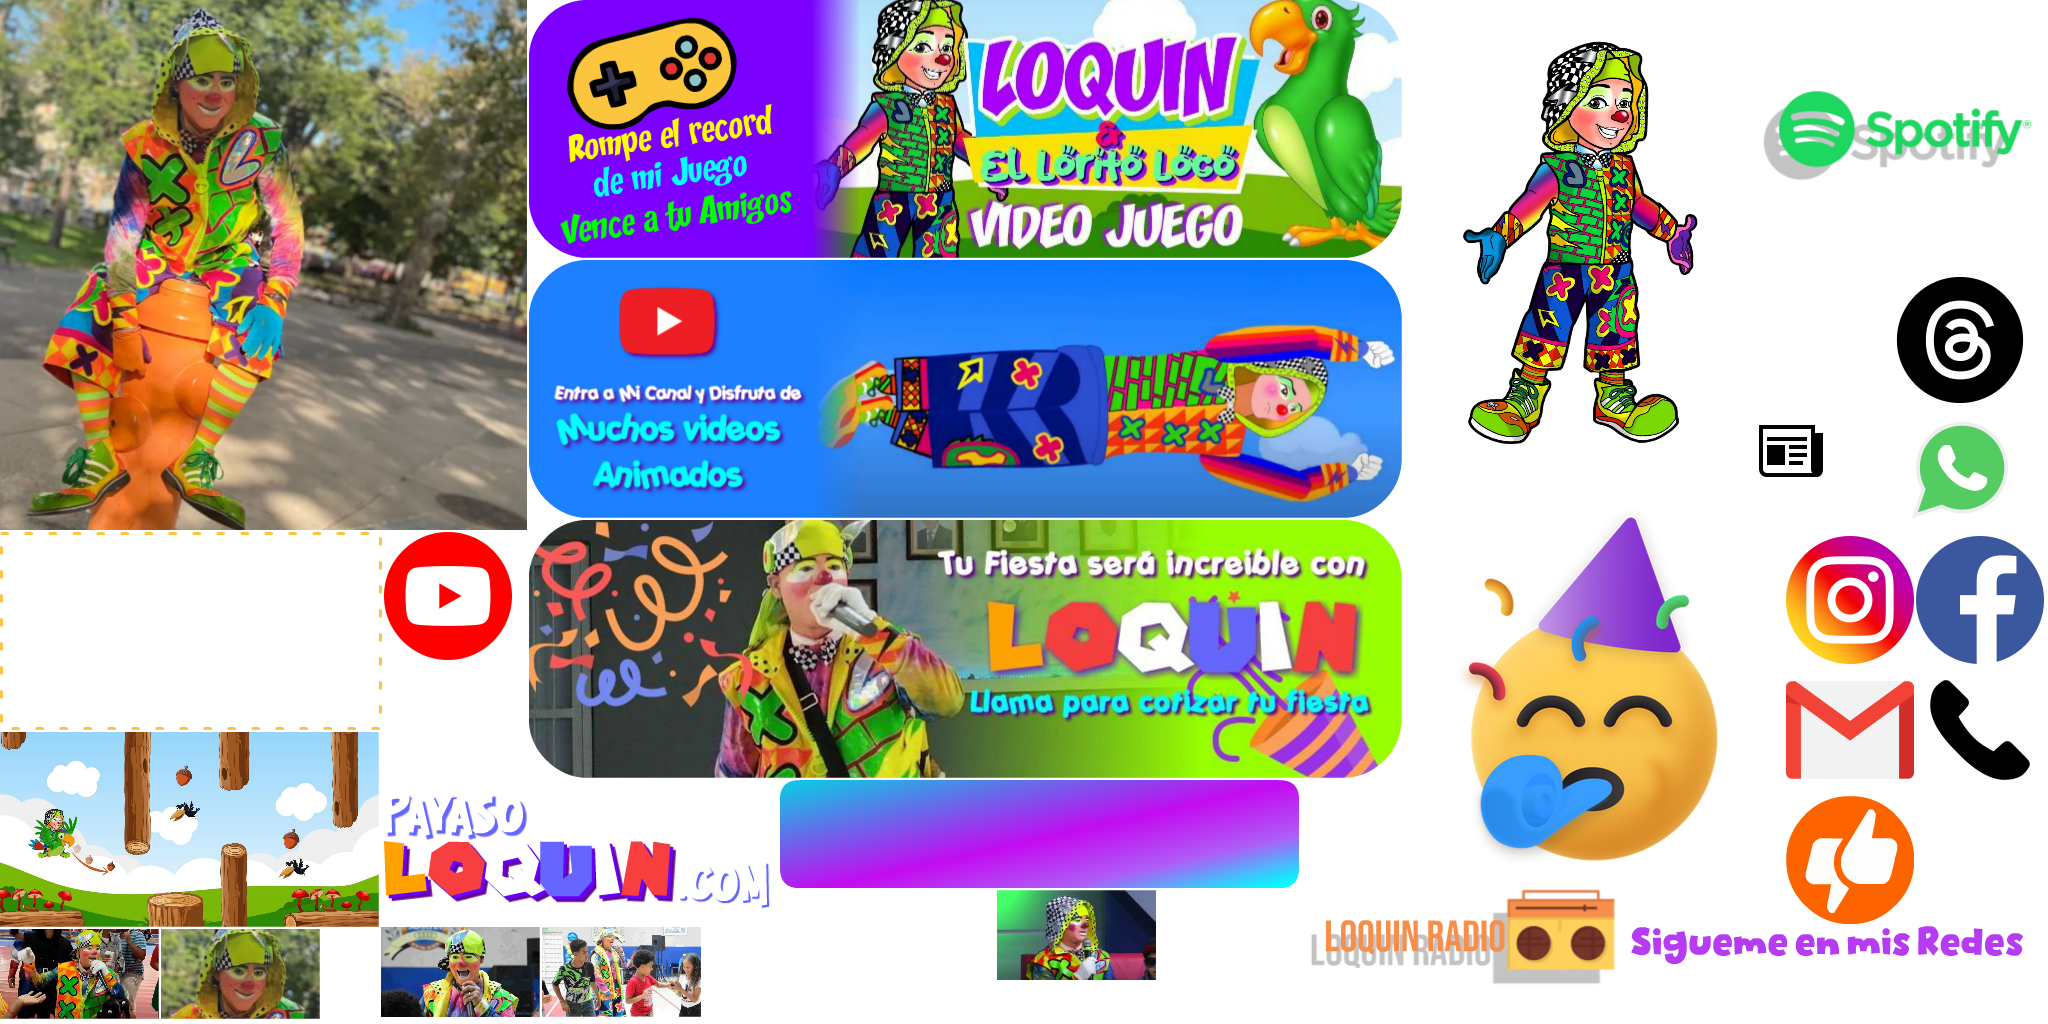 Rompe el record
de mi Juego
Vence a tu Amigos
LOQUIN
&
El Lorito Loco
VIDEO JUEGO
Spotify
Entra a Mi Canal y Disfruta de
Muchos videos
Animados
Tu Fiesta será increible con
LOQUIN
Llama para cotizar tu fiesta
PAYASO
LOQUIN.COM
LOQUIN RADIO
Sigueme en mis Redes